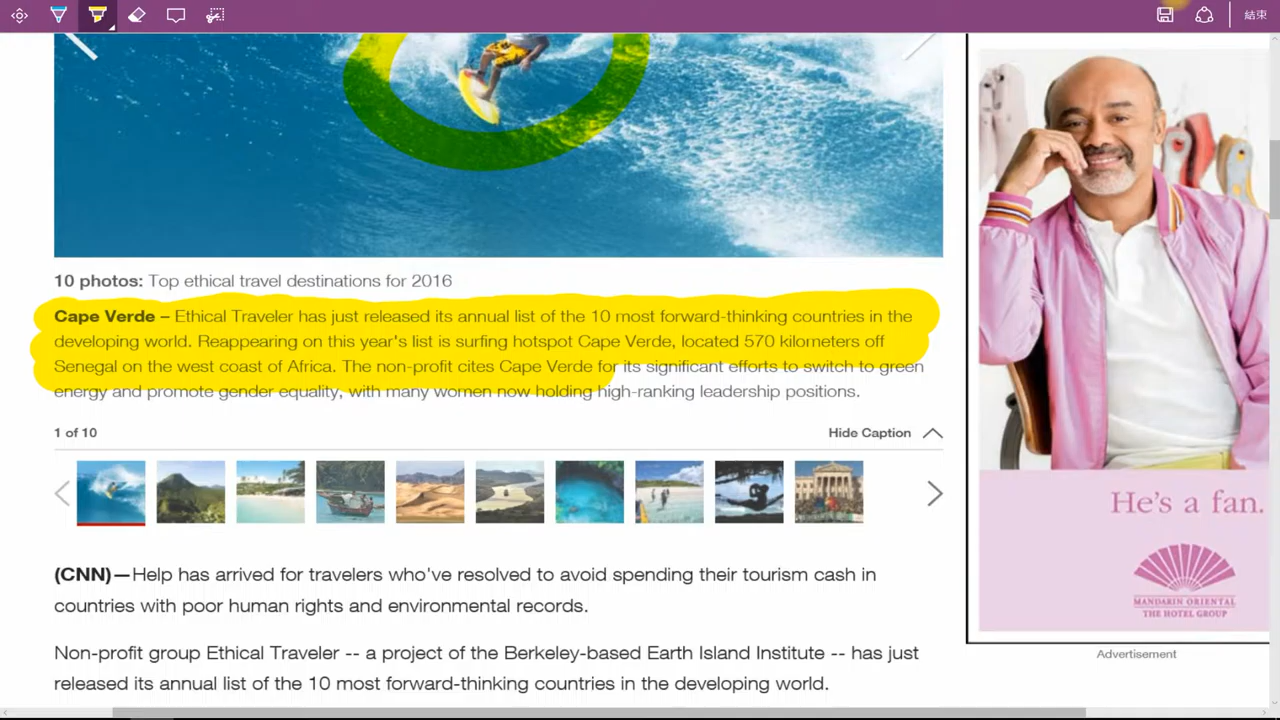 結束
10 photos: Top ethical travel destinations for 2016
Cape Verde – Ethical Traveler has just released its annual list of the 10 most forward-thinking countries in the
developing world. Reappearing on this year's list is surfing hotspot Cape Verde, located 570 kilometers off
Senegal on the west coast of Africa. The non-profit cites Cape Verde for its significant efforts to switch to green
energy and promote gender equality, with many women now holding high-ranking leadership positions.
1 of 10
Hide Caption
(CNN)—Help has arrived for travelers who've resolved to avoid spending their tourism cash in
countries with poor human rights and environmental records.
Non-profit group Ethical Traveler -- a project of the Berkeley-based Earth Island Institute -- has just
released its annual list of the 10 most forward-thinking countries in the developing world.
He's a fan.
MANDARIN ORIENTAL
THE HOTEL GROUP
Advertisement